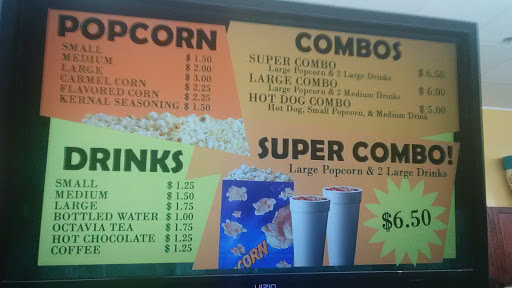 POPCORN
SMALL $ 1.50
MEDIUM $ 2.00
LARGE $ 3.00
CARMEL CORN $ 2.25
FLAVORED CORN $ 2.25
KERNAL SEASONING $ 1.50
COMBOS
SUPER COMBO $ 6.50
Large Popcorn & 2 Large Drinks
LARGE COMBO $ 6.00
Large Popcorn & 2 Medium Drinks
HOT DOG COMBO $ 5.00
Hot Dog, Small Popcorn, & Medium Drink
DRINKS
SMALL $ 1.25
MEDIUM $ 1.50
LARGE $ 1.75
BOTTLED WATER $ 1.00
OCTAVIA TEA $ 1.75
HOT CHOCOLATE $ 1.25
COFFEE $ 1.25
SUPER COMBO!
Large Popcorn & 2 Large Drinks
$6.50
CORN
VIZIO